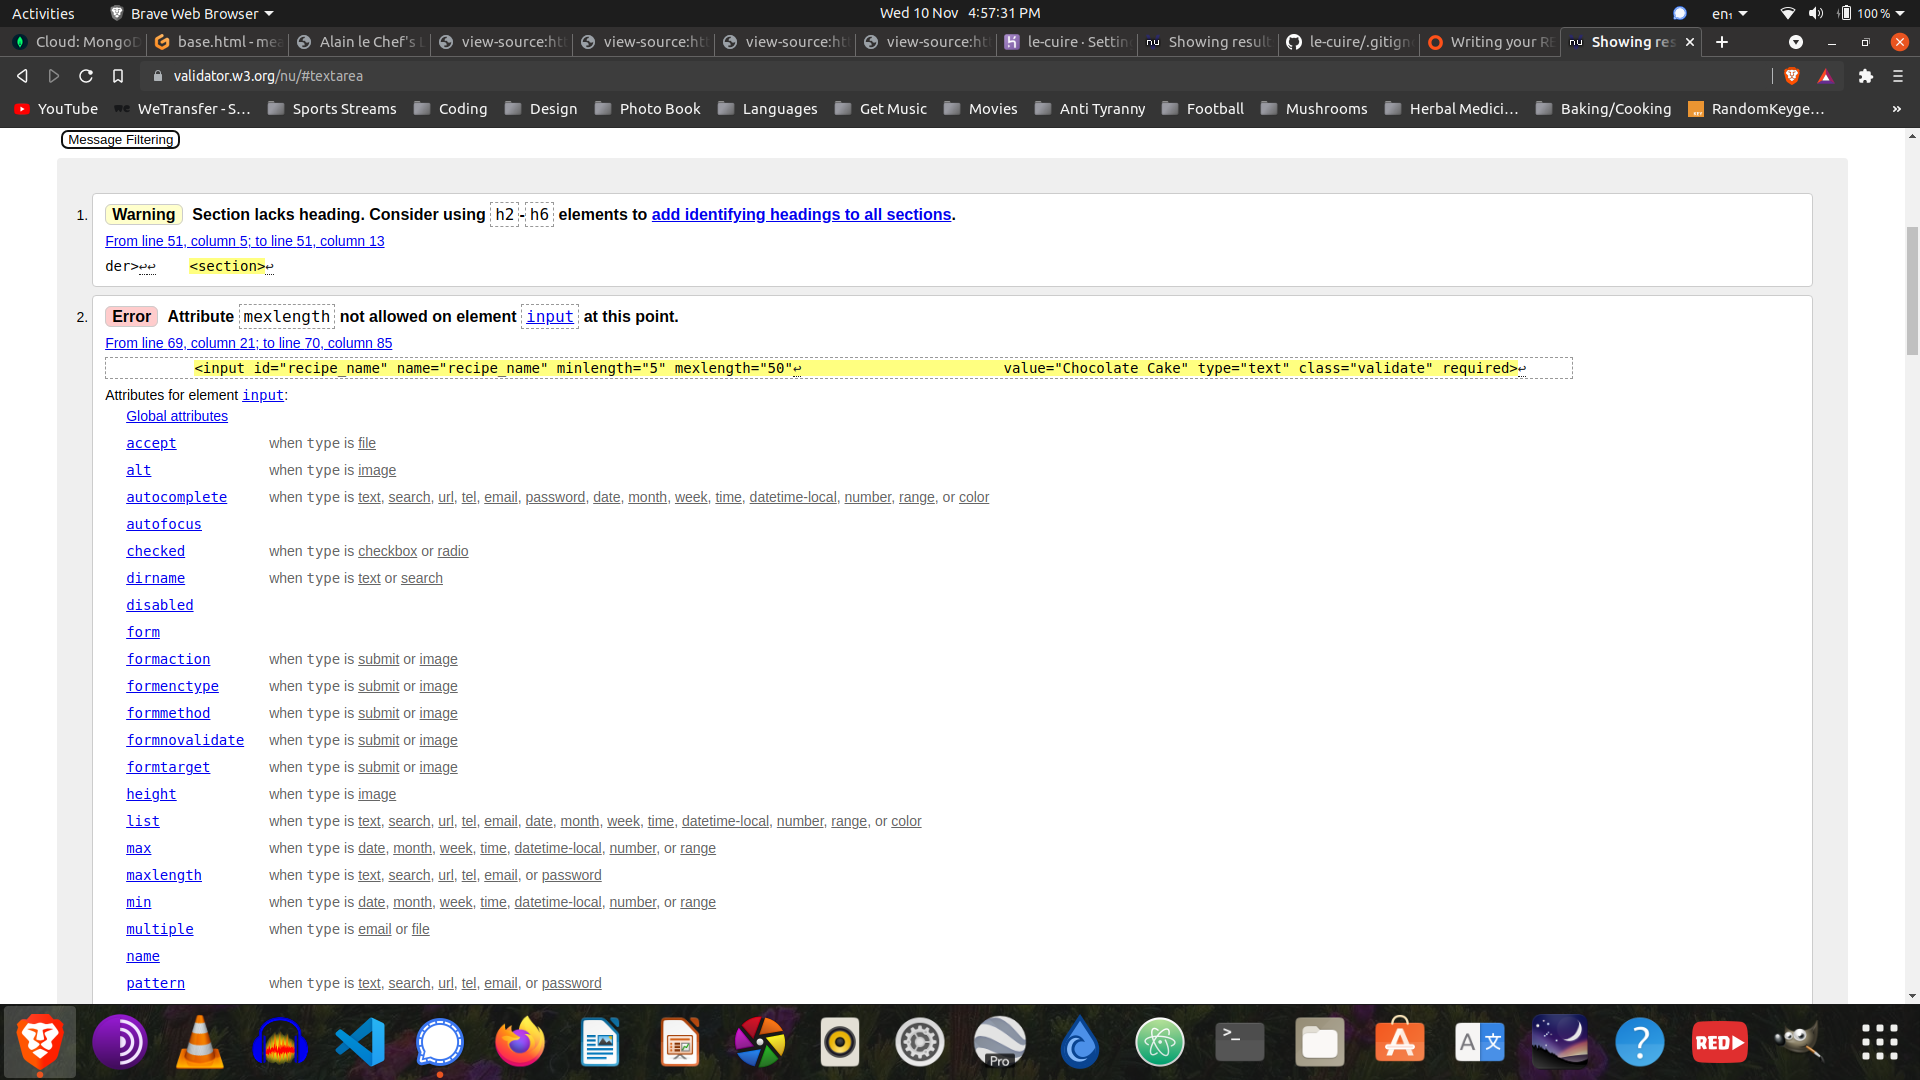 Activities Brave Web Browser Wed 10 Nov 4:57:31 PM en₁ 100 %
Cloud: MongoD base.html - mea Alain le Chef's L view-source:htt view-source:htt view-source:htt view-source:htt le-cuire · Settin Showing result le-cuire/.gitign Writing your RE Showing res
validator.w3.org/nu/#textarea
YouTube WeTransfer - S… Sports Streams Coding Design Photo Book Languages Get Music Movies Anti Tyranny Football Mushrooms Herbal Medici… Baking/Cooking RandomKeyge… »
Message Filtering
1. Warning Section lacks heading. Consider using h2-h6 elements to add identifying headings to all sections.
From line 51, column 5; to line 51, column 13
der>↩↩ <section>↩
2. Error Attribute mexlength not allowed on element input at this point.
From line 69, column 21; to line 70, column 85
<input id="recipe_name" name="recipe_name" minlength="5" mexlength="50"↩ value="Chocolate Cake" type="text" class="validate" required>↩
Attributes for element input:
Global attributes
accept when type is file
alt when type is image
autocomplete when type is text, search, url, tel, email, password, date, month, week, time, datetime-local, number, range, or color
autofocus
checked when type is checkbox or radio
dirname when type is text or search
disabled
form
formaction when type is submit or image
formenctype when type is submit or image
formmethod when type is submit or image
formnovalidate when type is submit or image
formtarget when type is submit or image
height when type is image
list when type is text, search, url, tel, email, date, month, week, time, datetime-local, number, range, or color
max when type is date, month, week, time, datetime-local, number, or range
maxlength when type is text, search, url, tel, email, or password
min when type is date, month, week, time, datetime-local, number, or range
multiple when type is email or file
name
pattern when type is text, search, url, tel, email, or password
Pro
>_
A 文
?
RED